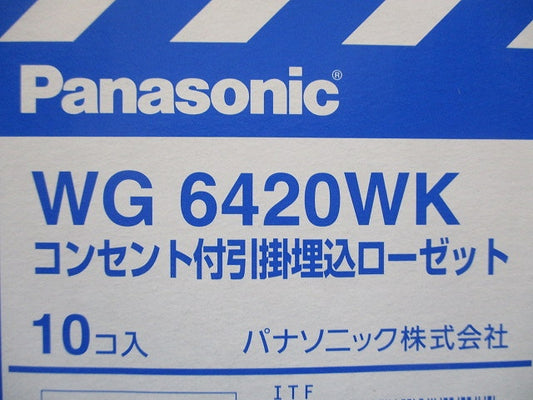 Panasonic®
WG 6420WK
コンセント付引掛埋込ローゼット
10コ入 パナソニック株式会社
ITF